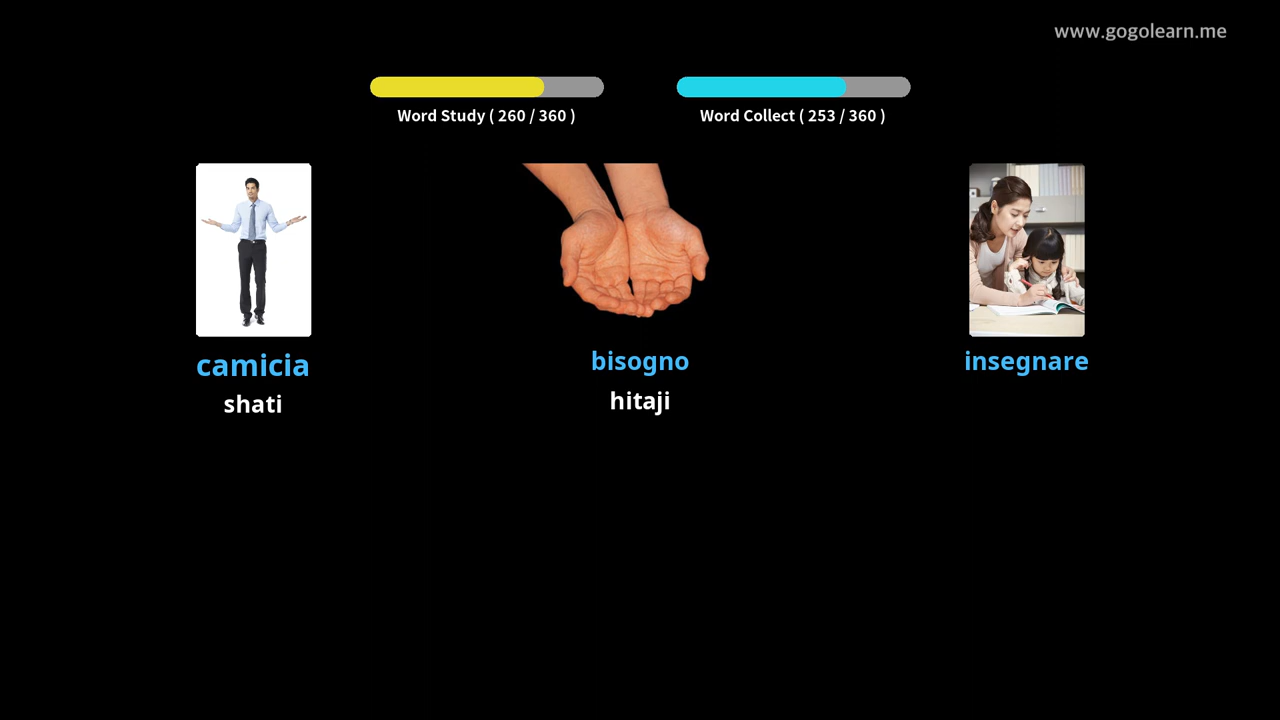 www.gogolearn.me
Word Study ( 260 / 360 )
Word Collect ( 253 / 360 )
camicia
shati
bisogno
hitaji
insegnare